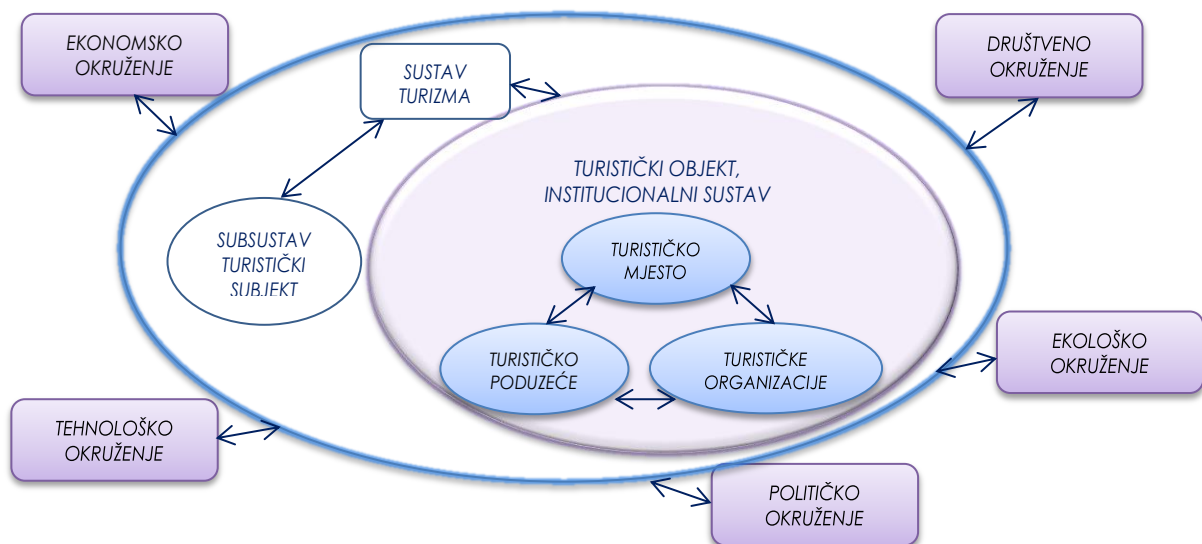 EKONOMSKO
OKRUŽENJE
DRUŠTVENO
OKRUŽENJE
SUSTAV
TURIZMA
TURISTIČKI OBJEKT,
INSTITUCIONALNI SUSTAV
SUBSUSTAV
TURISTIČKI
SUBJEKT
TURISTIČKO
MJESTO
TURISTIČKO
PODUZEĆE
TURISTIČKE
ORGANIZACIJE
EKOLOŠKO
OKRUŽENJE
TEHNOLOŠKO
OKRUŽENJE
POLITIČKO
OKRUŽENJE